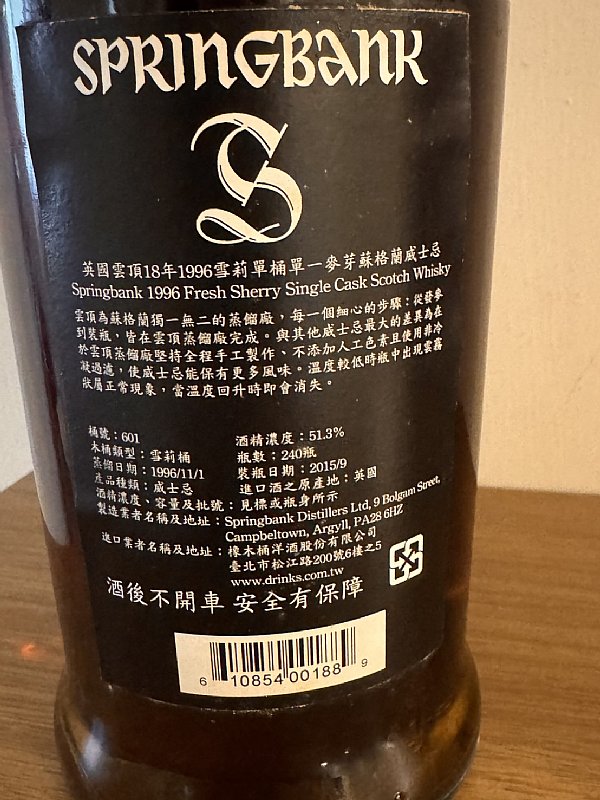 SPRINGBANK
S
英國雲頂18年1996雪莉單桶單一麥芽蘇格蘭威士忌
Springbank 1996 Fresh Sherry Single Cask Scotch Whisky
雲頂為蘇格蘭獨一無二的蒸餾廠,每一個細心的步驟:從發麥
到裝瓶,皆在雲頂蒸餾廠完成。與其他威士忌最大的差異為在
於雲頂蒸餾廠堅持全程手工製作、不添加人工色素且使用非冷
凝過濾,使威士忌能保有更多風味。溫度較低時瓶中出現雲霧
狀屬正常現象,當溫度回升時即會消失。
桶號:601 酒精濃度:51.3%
木桶類型:雪莉桶 瓶數:240瓶
蒸餾日期:1996/11/1 裝瓶日期:2015/9
產品種類:威士忌 進口酒之原產地:英國
酒精濃度、容量及批號:見標或瓶身所示
製造業者名稱及地址:Springbank Distillers Ltd, 9 Bolgam Street,
Campbeltown, Argyll, PA28 6HZ
進口業者名稱及地址:橡木桶洋酒股份有限公司
臺北市松江路200號6樓之5
www.drinks.com.tw
酒後不開車 安全有保障
6 10854 00188 9